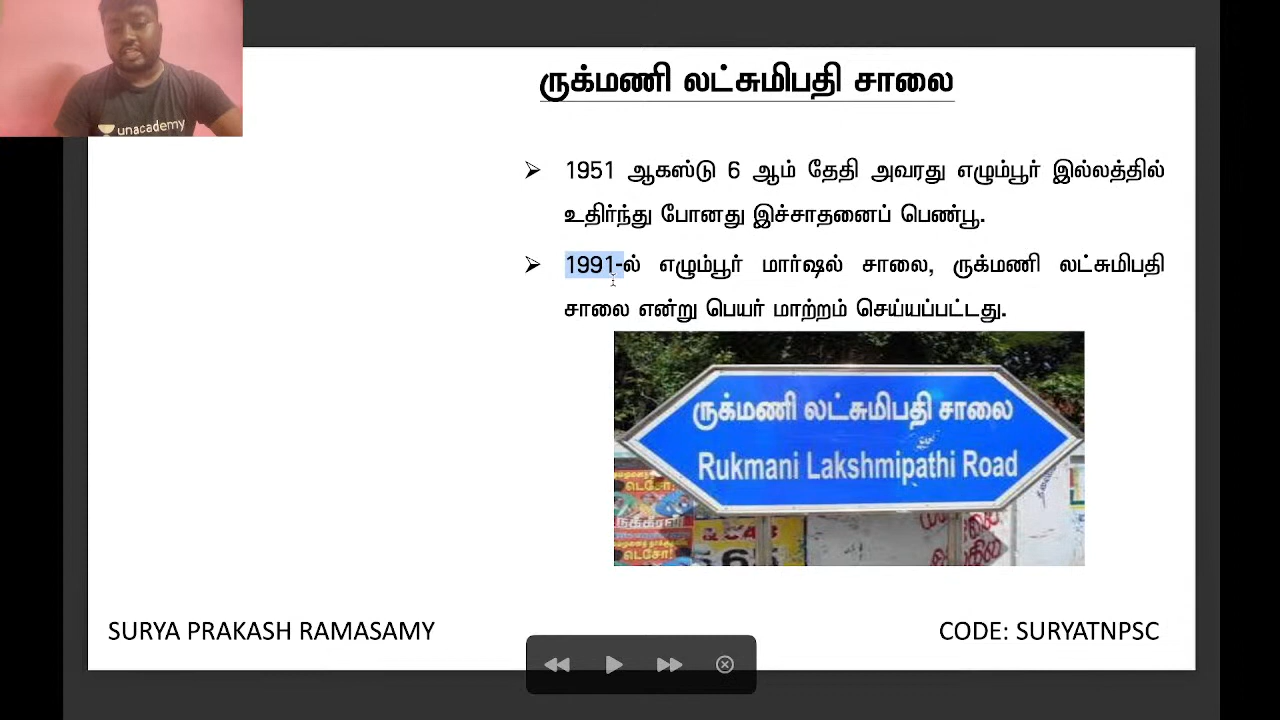 unacademy
ருக்மணி லட்சுமிபதி சாலை
1951 ஆகஸ்டு 6 ஆம் தேதி அவரது எழும்பூர் இல்லத்தில்
உதிர்ந்து போனது இச்சாதனைப் பெண்பூ.
1991-ல் எழும்பூர் மார்ஷல் சாலை, ருக்மணி லட்சுமிபதி
சாலை என்று பெயர் மாற்றம் செய்யப்பட்டது.
ருக்மணி லட்சுமிபதி சாலை
Rukmani Lakshmipathi Road
டெசோ!
நக்கீரன்
டெசோ!
SURYA PRAKASH RAMASAMY
CODE: SURYATNPSC